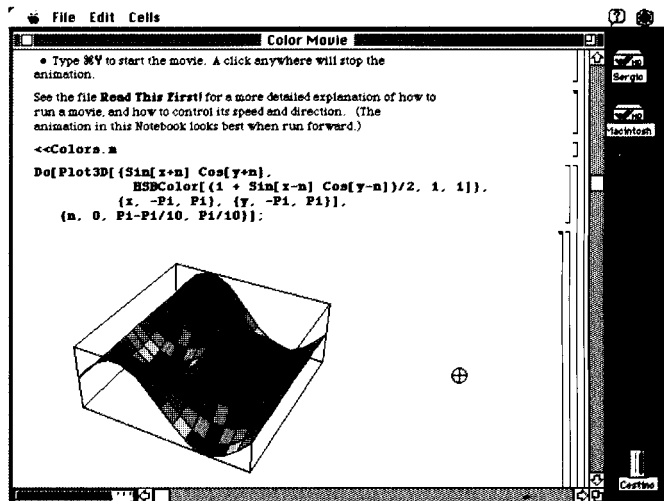 File Edit Cells
Color Movie
• Type ⌘Y to start the movie. A click anywhere will stop the
animation.
See the file Read This First! for a more detailed explanation of how to
run a movie, and how to control its speed and direction. (The
animation in this Notebook looks best when run forward.)
<<Colors.m
Do[Plot3D[{Sin[x+n] Cos[y+n],
HSBColor[(1 + Sin[x-n] Cos[y-n])/2, 1, 1]},
{x, -Pi, Pi}, {y, -Pi, Pi}],
{n, 0, Pi-Pi/10, Pi/10}];
Sergio
Macintosh
Cestino